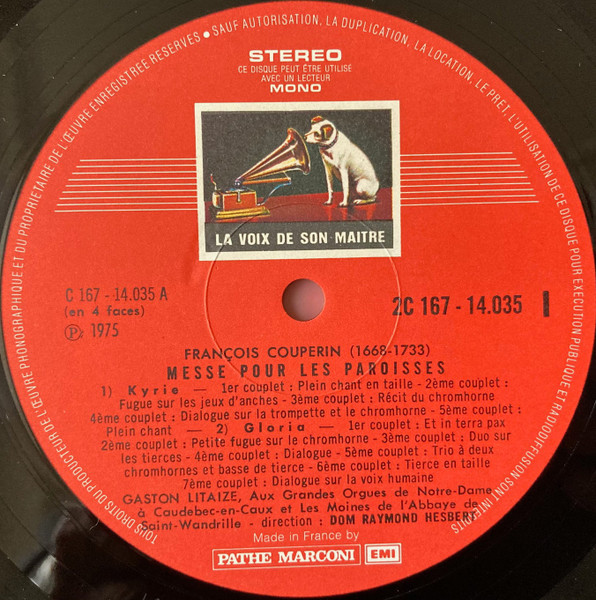 TOUS DROITS DU PRODUCTEUR DE L'ŒUVRE PHONOGRAPHIQUE ET DU PROPRIETAIRE DE L'ŒUVRE ENREGISTREE RESERVES ● SAUF AUTORISATION, LA DUPLICATION, LA LOCATION, LE PRET, L'UTILISATION DE CE DISQUE POUR EXECUTION PUBLIQUE ET RADIODIFFUSION SONT INTERDITS
STEREO
CE DISQUE PEUT ÊTRE UTILISÉ
AVEC UN LECTEUR
MONO
LA VOIX DE SON MAITRE
C 167 - 14.035 A
(en 4 faces)
Ⓟ 1975
2C 167 - 14.035 I
FRANÇOIS COUPERIN (1668-1733)
MESSE POUR LES PAROISSES
1) Kyrie — 1er couplet : Plein chant en taille - 2ème couplet :
Fugue sur les jeux d'anches - 3ème couplet : Récit du chromhorne
4ème couplet : Dialogue sur la trompette et le chromhorne - 5ème couplet :
Plein chant — 2) Gloria — 1er couplet : Et in terra pax
2ème couplet : Petite fugue sur le chromhorne - 3ème couplet : Duo sur
les tierces - 4ème couplet : Dialogue - 5ème couplet : Trio à deux
chromhornes et basse de tierce - 6ème couplet : Tierce en taille
7ème couplet : Dialogue sur la voix humaine
GASTON LITAIZE, Aux Grandes Orgues de Notre-Dame
à Caudebec-en-Caux et Les Moines de l'Abbaye de
Saint-Wandrille - direction : DOM RAYMOND HESBERT
Made in France by
PATHE MARCONI EMI